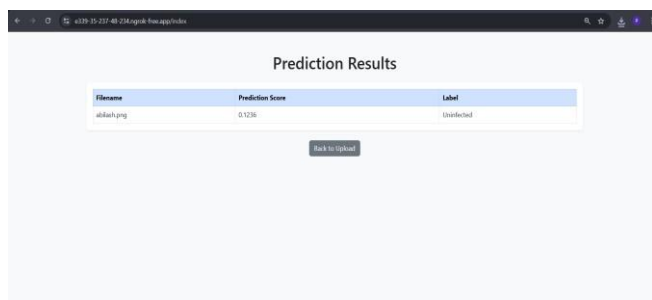 e339-35-237-48-234.ngrok-free.app/index
Prediction Results
Filename Prediction Score Label
abilash.png 0.1236 Uninfected
Back to Upload